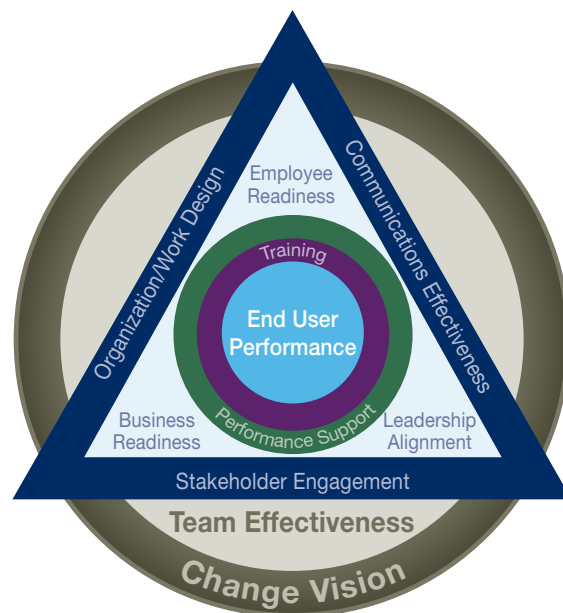 Employee
Readiness
Organization/Work Design
Communications Effectiveness
Training
End User
Performance
Performance Support
Business
Readiness
Leadership
Alignment
Stakeholder Engagement
Team Effectiveness
Change Vision